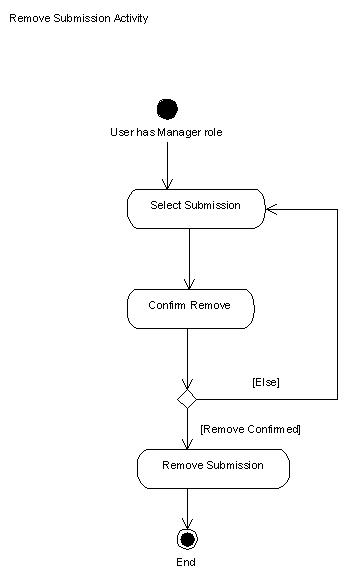 Remove Submission Activity
User has Manager role
Select Submission
Confirm Remove
[Else]
[Remove Confirmed]
Remove Submission
End